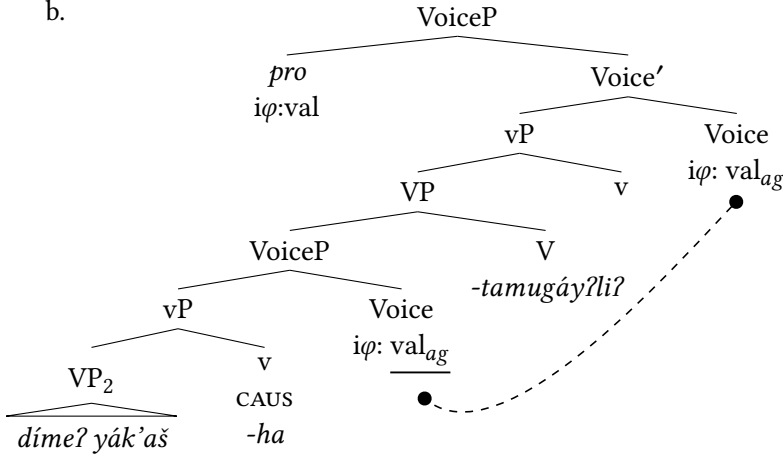 b.
VoiceP
pro
Voice′
iφ:val
vP
Voice
iφ: val_ag
VP
v
VoiceP
V
-tamugáyʔliʔ
vP
Voice
iφ: val_ag
VP₂
v
CAUS
dímeʔ yák’aš
-ha